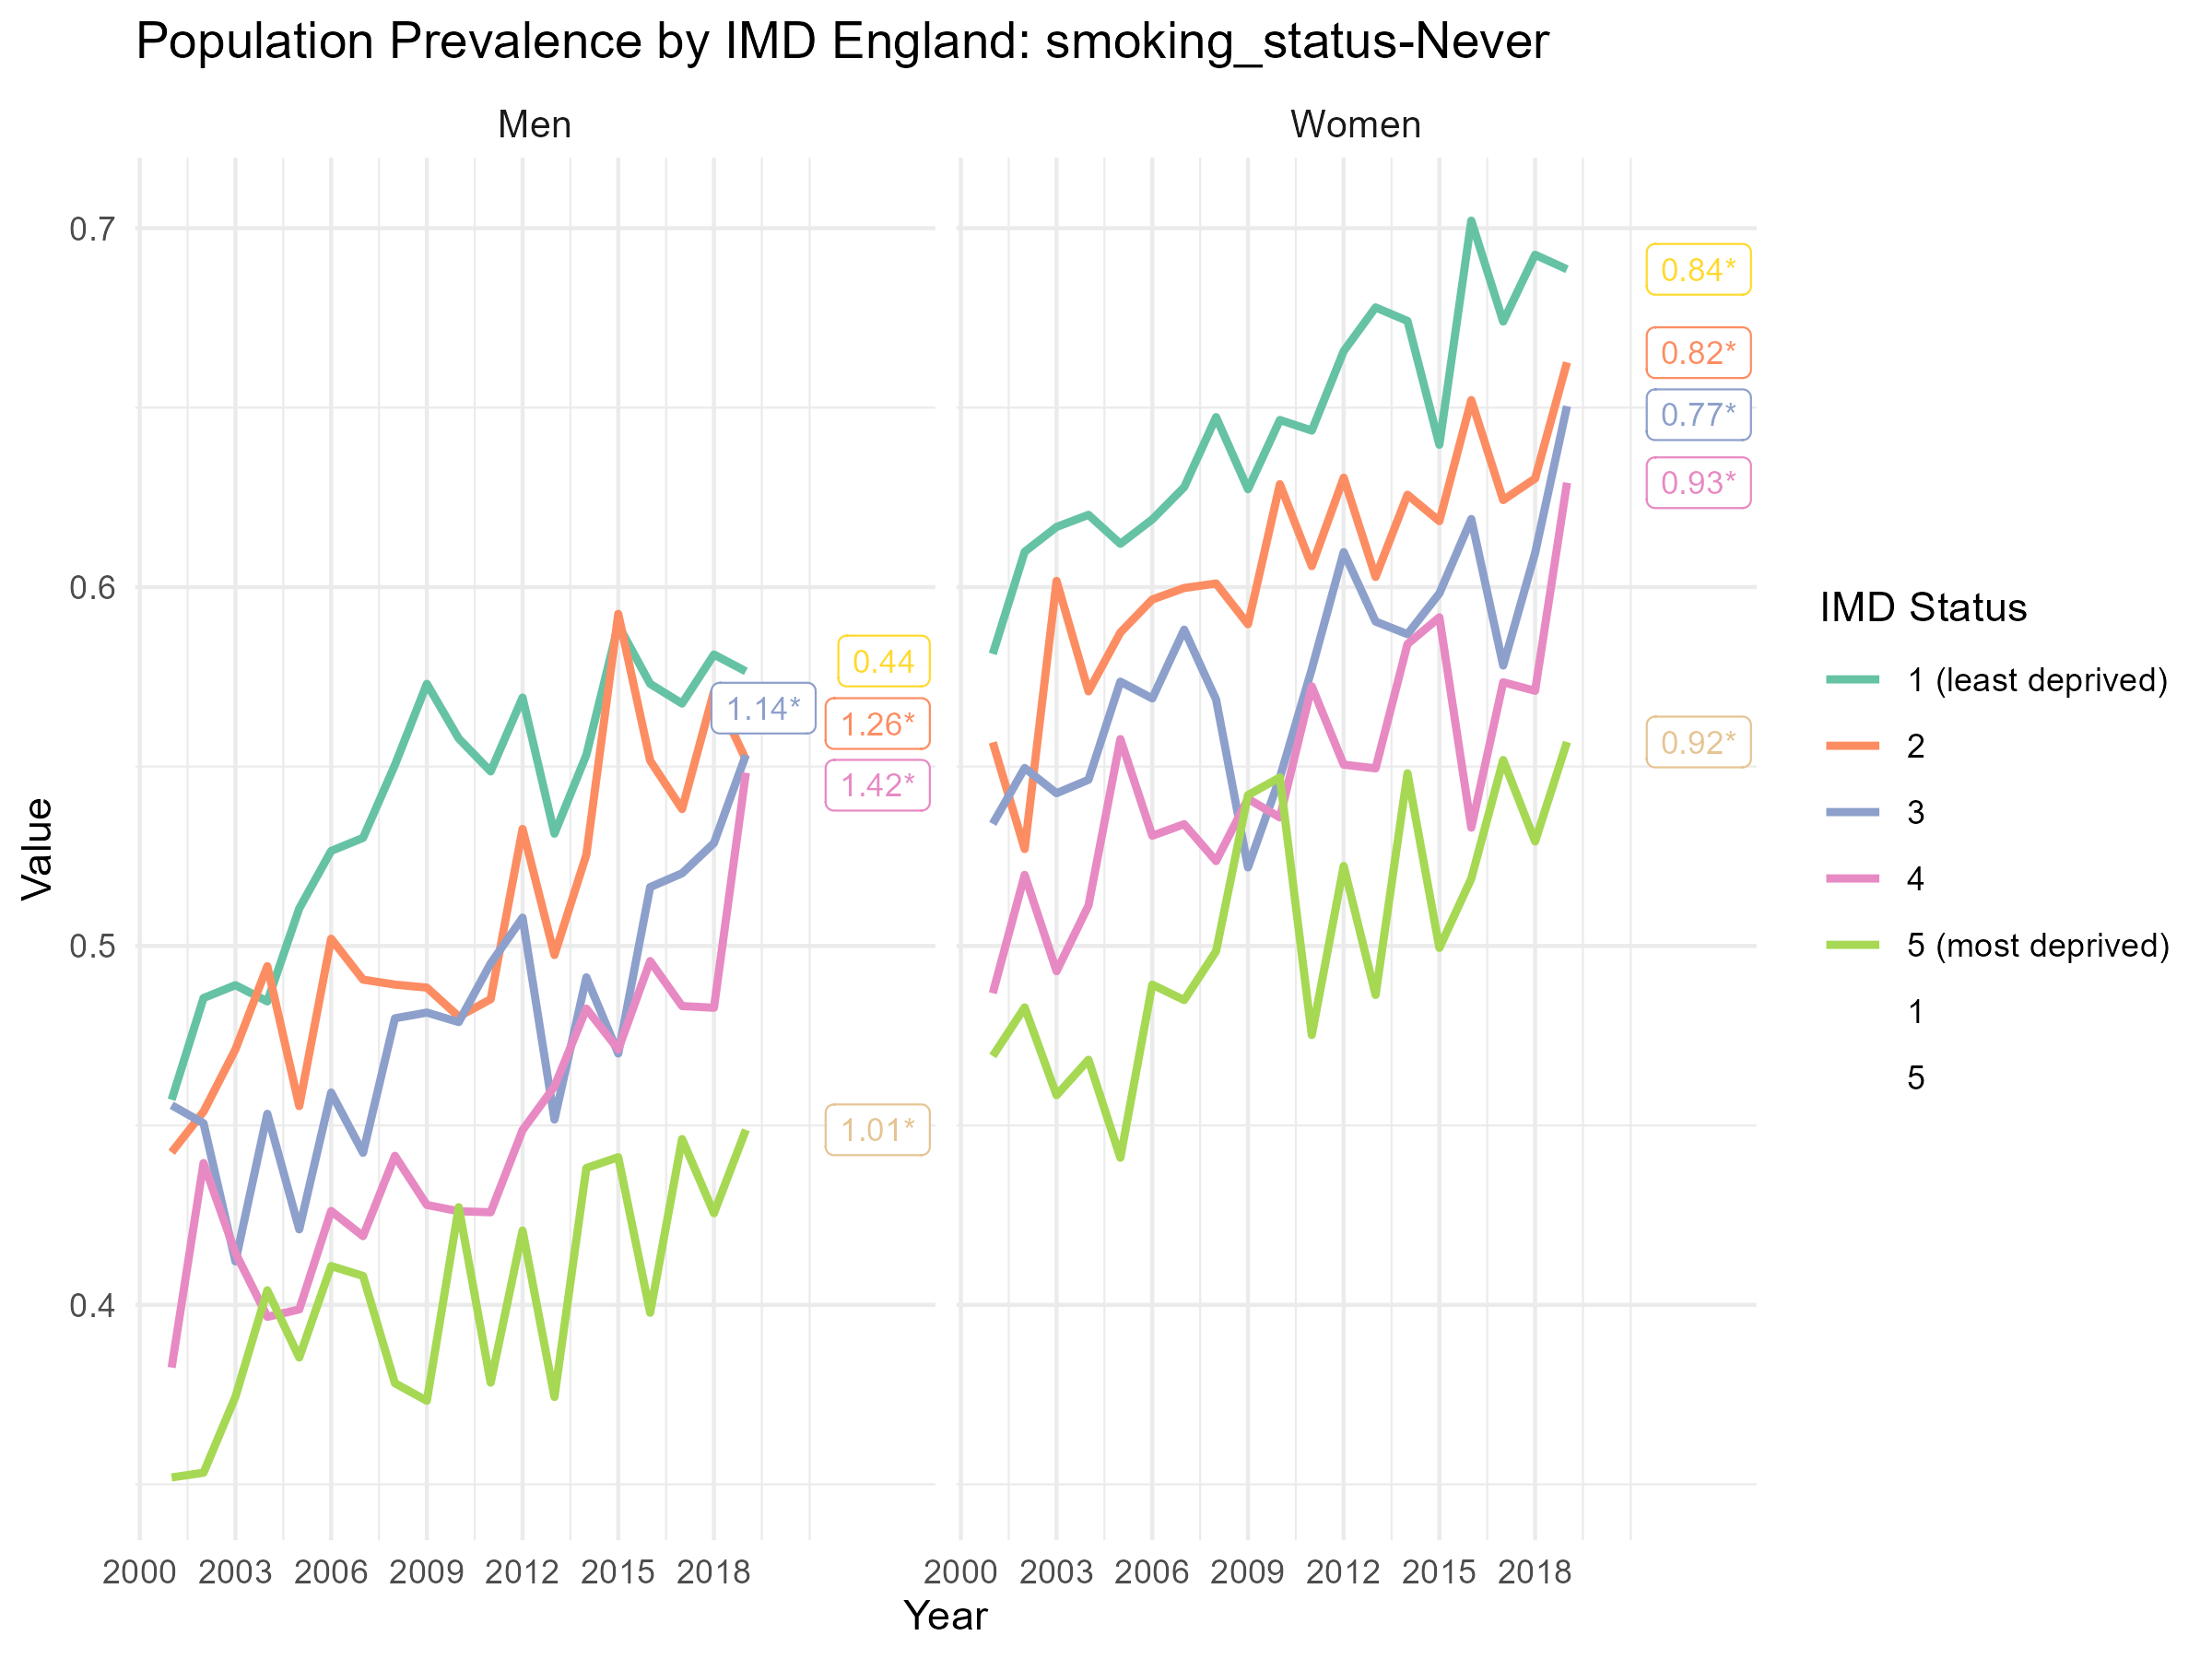 Population Prevalence by IMD England: smoking_status-Never
Men
Women
Value
0.7
0.6
0.5
0.4
0.44
1.14*
1.26*
1.42*
1.01*
0.84*
0.82*
0.77*
0.93*
0.92*
2000 2003 2006 2009 2012 2015 2018
2000 2003 2006 2009 2012 2015 2018
Year
IMD Status
1 (least deprived)
2
3
4
5 (most deprived)
1
5